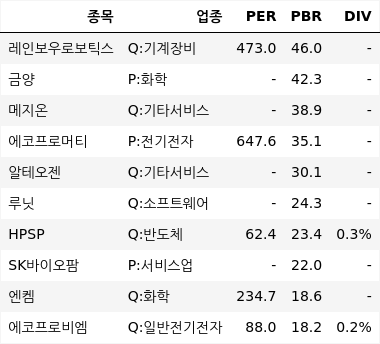 종목 업종 PER PBR DIV
레인보우로보틱스 Q:기계장비 473.0 46.0 -
금양 P:화학 - 42.3 -
메지온 Q:기타서비스 - 38.9 -
에코프로머티 P:전기전자 647.6 35.1 -
알테오젠 Q:기타서비스 - 30.1 -
루닛 Q:소프트웨어 - 24.3 -
HPSP Q:반도체 62.4 23.4 0.3%
SK바이오팜 P:서비스업 - 22.0 -
엔켐 Q:화학 234.7 18.6 -
에코프로비엠 Q:일반전기전자 88.0 18.2 0.2%